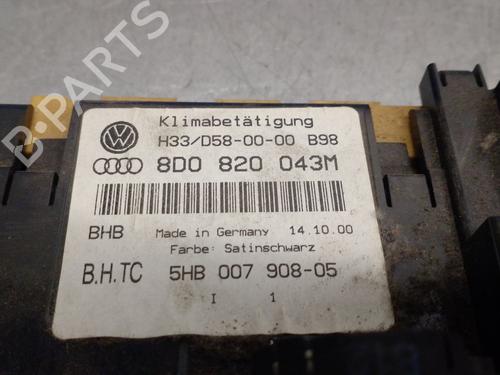 Klimabetätigung
H33/D58-00-00 B98
8D0 820 043M
BHB Made in Germany 14.10.00
Farbe: Satinschwarz
B.H.TC 5HB 007 908-05
I 1
B-PARTS
B-PARTS